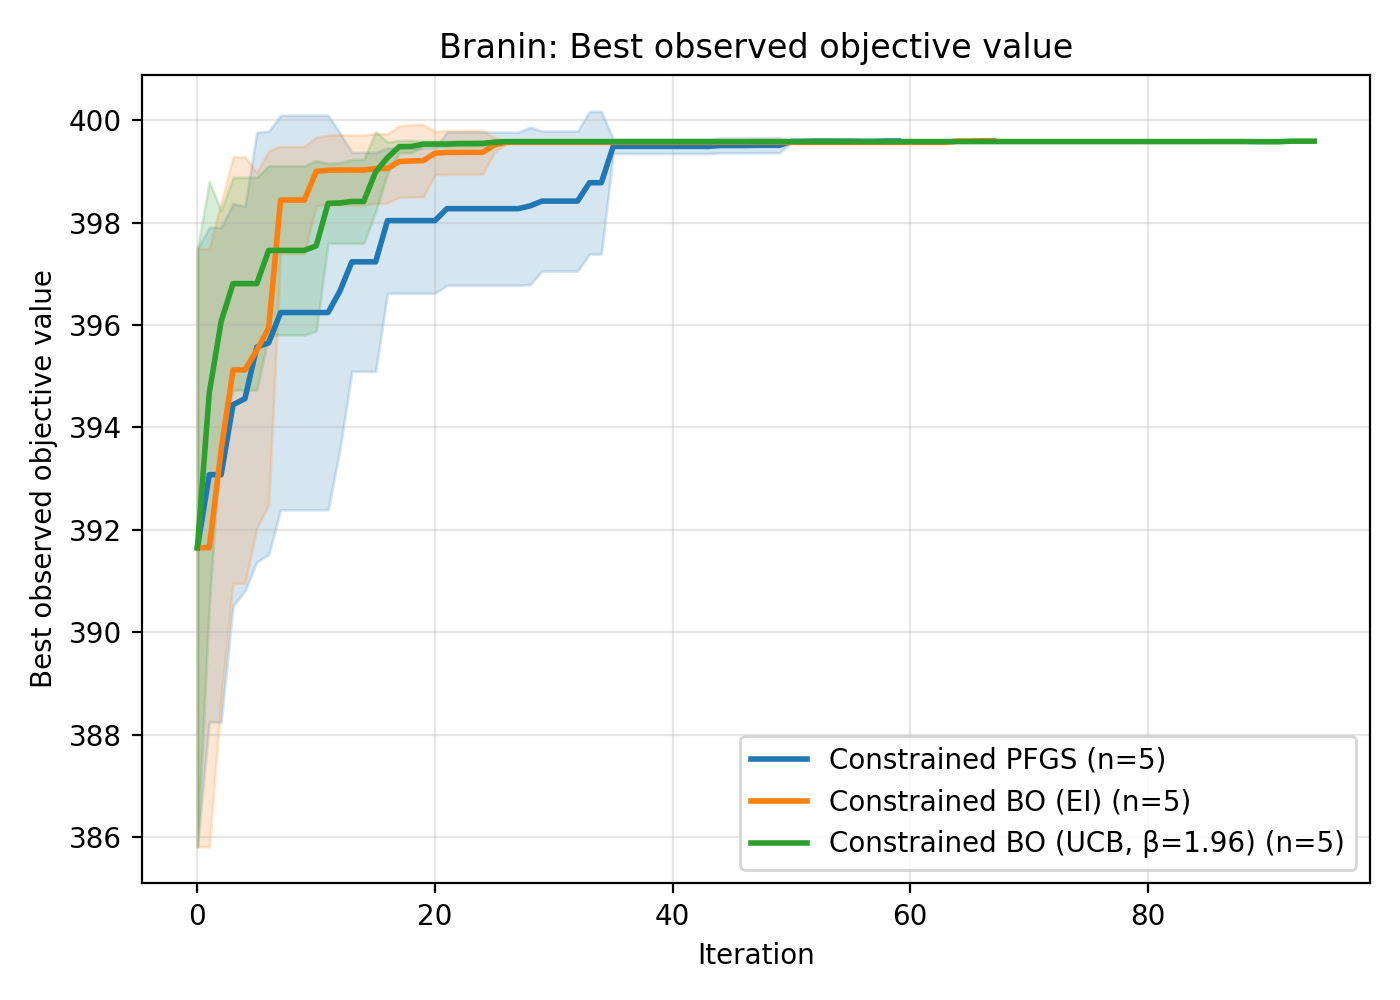 Branin: Best observed objective value
Best observed objective value
400
398
396
394
392
390
388
386
0
20
40
60
80
Iteration
Constrained PFGS (n=5)
Constrained BO (EI) (n=5)
Constrained BO (UCB, β=1.96) (n=5)